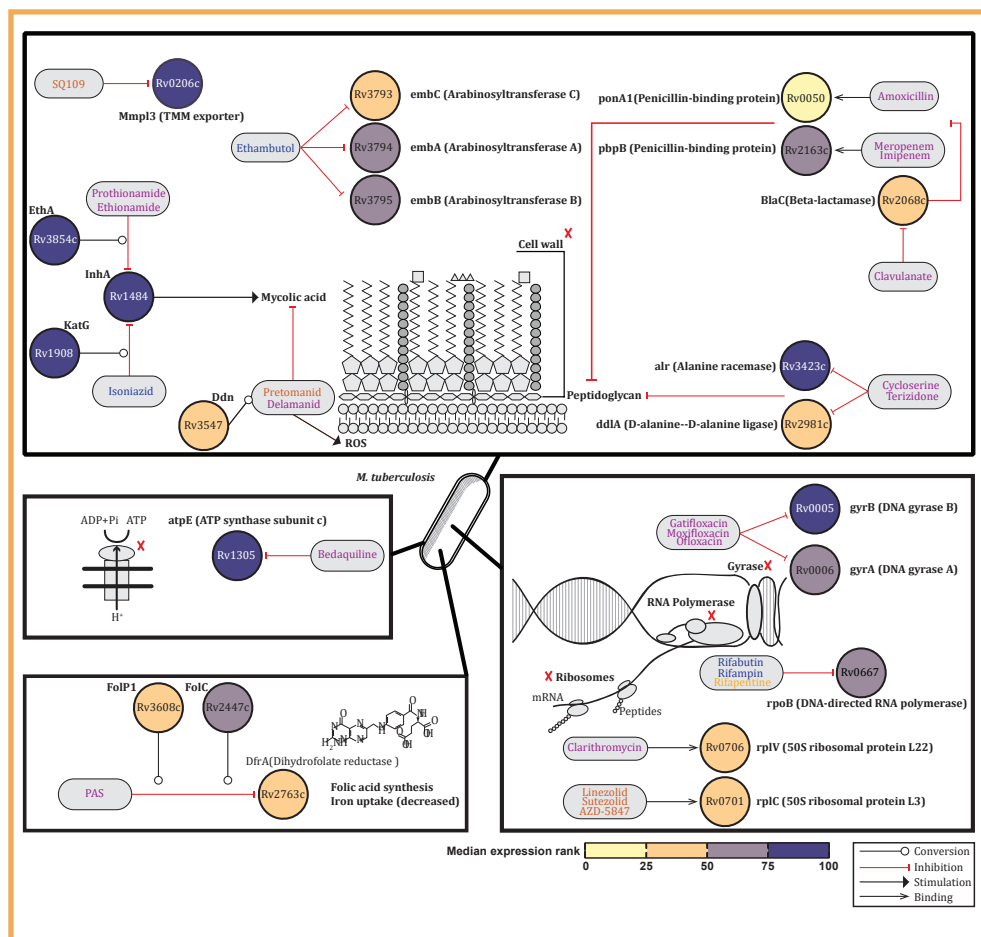 SQ109
Rv0206c
Mmpl3 (TMM exporter)
Ethambutol
Rv3793
embC (Arabinosyltransferase C)
Rv3794
embA (Arabinosyltransferase A)
Rv3795
embB (Arabinosyltransferase B)
ponA1(Penicillin-binding protein)
Rv0050
Amoxicillin
pbpB (Penicillin-binding protein)
Rv2163c
Meropenem
Imipenem
BlaC(Beta-lactamase)
Rv2068c
Clavulanate
Prothionamide
Ethionamide
EthA
Rv3854c
InhA
Rv1484
Mycolic acid
KatG
Rv1908
Isoniazid
Cell wall
X
Ddn
Rv3547
Pretomanid
Delamanid
ROS
Peptidoglycan
alr (Alanine racemase)
Rv3423c
Cycloserine
Terizidone
ddlA (D-alanine--D-alanine ligase)
Rv2981c
M. tuberculosis
ADP+Pi
ATP
X
H+
atpE (ATP synthase subunit c)
Rv1305
Bedaquiline
Gatifloxacin
Moxifloxacin
Ofloxacin
Rv0005
gyrB (DNA gyrase B)
Gyrase X
Rv0006
gyrA (DNA gyrase A)
RNA Polymerase
X
X Ribosomes
mRNA
Peptides
Rifabutin
Rifampin
Rifapentine
Rv0667
rpoB (DNA-directed RNA polymerase)
Clarithromycin
Rv0706
rplV (50S ribosomal protein L22)
Linezolid
Sutezolid
AZD-5847
Rv0701
rplC (50S ribosomal protein L3)
FolP1
Rv3608c
FolC
Rv2447c
O
N
N
N
N
H2N
H
N
H
O
N
H
OH
O
OH
O
DfrA(Dihydrofolate reductase )
PAS
Rv2763c
Folic acid synthesis
Iron uptake (decreased)
Median expression rank
0
25
50
75
100
Conversion
Inhibition
Stimulation
Binding